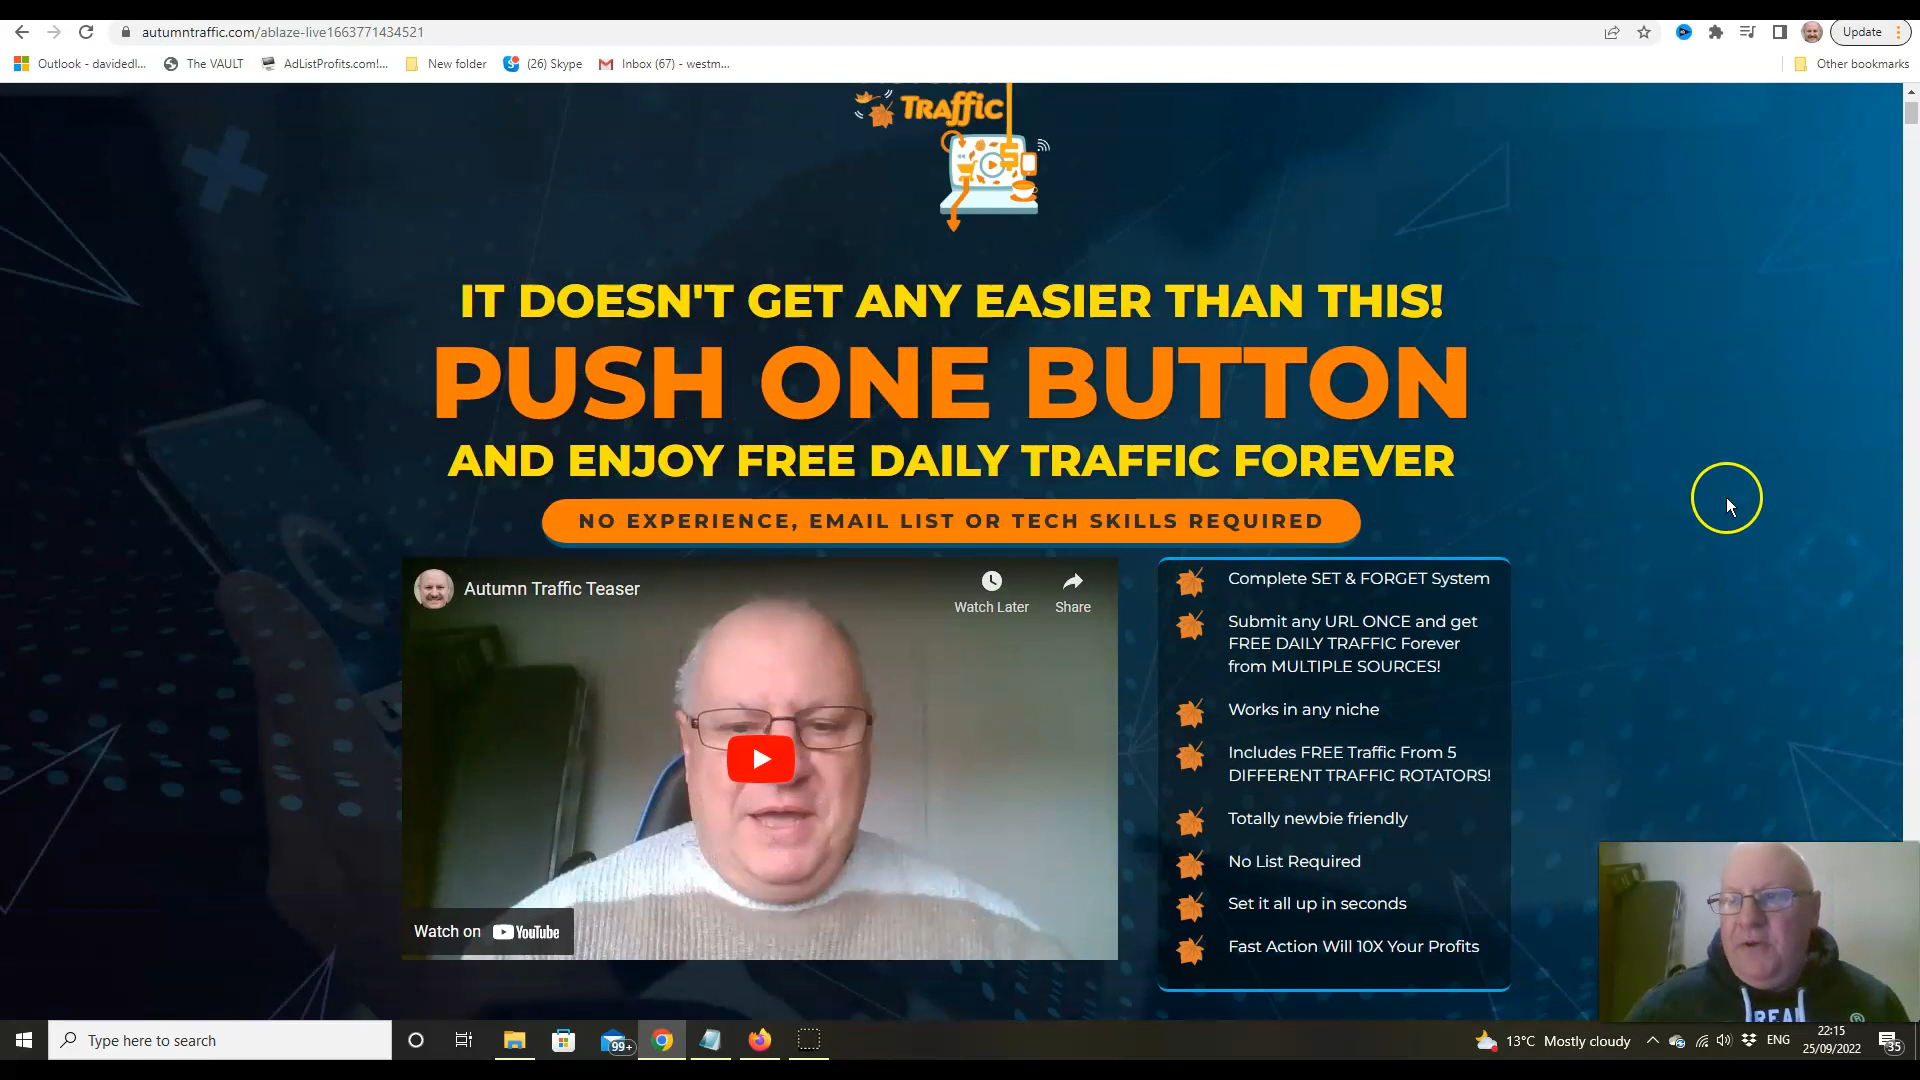 autumntraffic.com/ablaze-live1663771434521
Update
Outlook - davidedl...
The VAULT
AdListProfits.com!...
New folder
(26) Skype
Inbox (67) - westm...
Other bookmarks
TRAffic
IT DOESN'T GET ANY EASIER THAN THIS!
PUSH ONE BUTTON
AND ENJOY FREE DAILY TRAFFIC FOREVER
NO EXPERIENCE, EMAIL LIST OR TECH SKILLS REQUIRED
Autumn Traffic Teaser
Watch Later
Share
Watch on YouTube
Complete SET & FORGET System
Submit any URL ONCE and get
FREE DAILY TRAFFIC Forever
from MULTIPLE SOURCES!
Works in any niche
Includes FREE Traffic From 5
DIFFERENT TRAFFIC ROTATORS!
Totally newbie friendly
No List Required
Set it all up in seconds
Fast Action Will 10X Your Profits
REAL
Type here to search
99+
13°C Mostly cloudy
ENG
22:15
25/09/2022
35